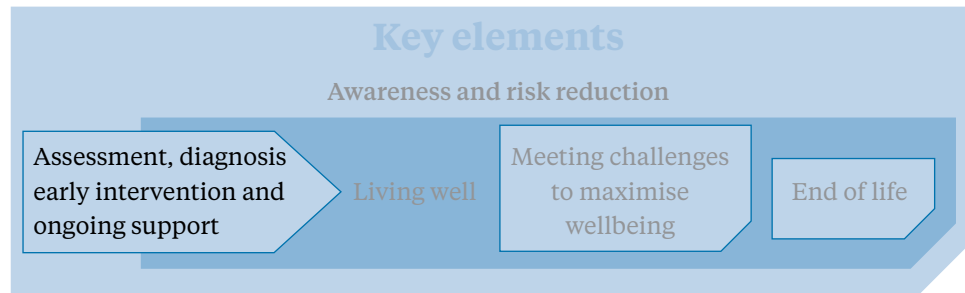 Key elements
Awareness and risk reduction
Assessment, diagnosis
early intervention and
ongoing support
Living well
Meeting challenges
to maximise
wellbeing
End of life